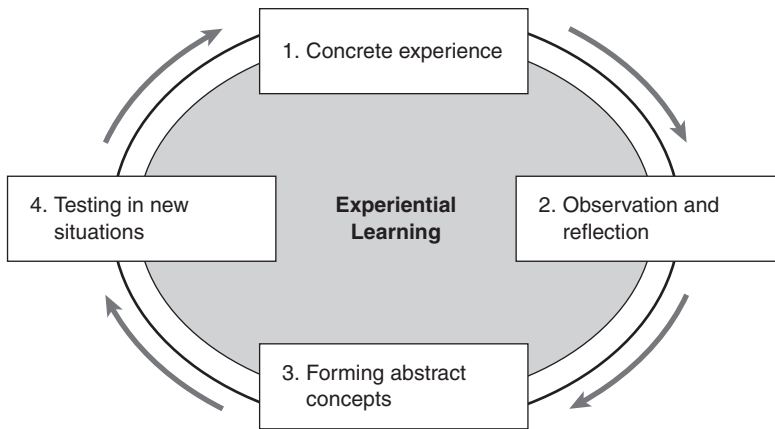 1. Concrete experience
2. Observation and
reflection
3. Forming abstract
concepts
4. Testing in new
situations
Experiential
Learning